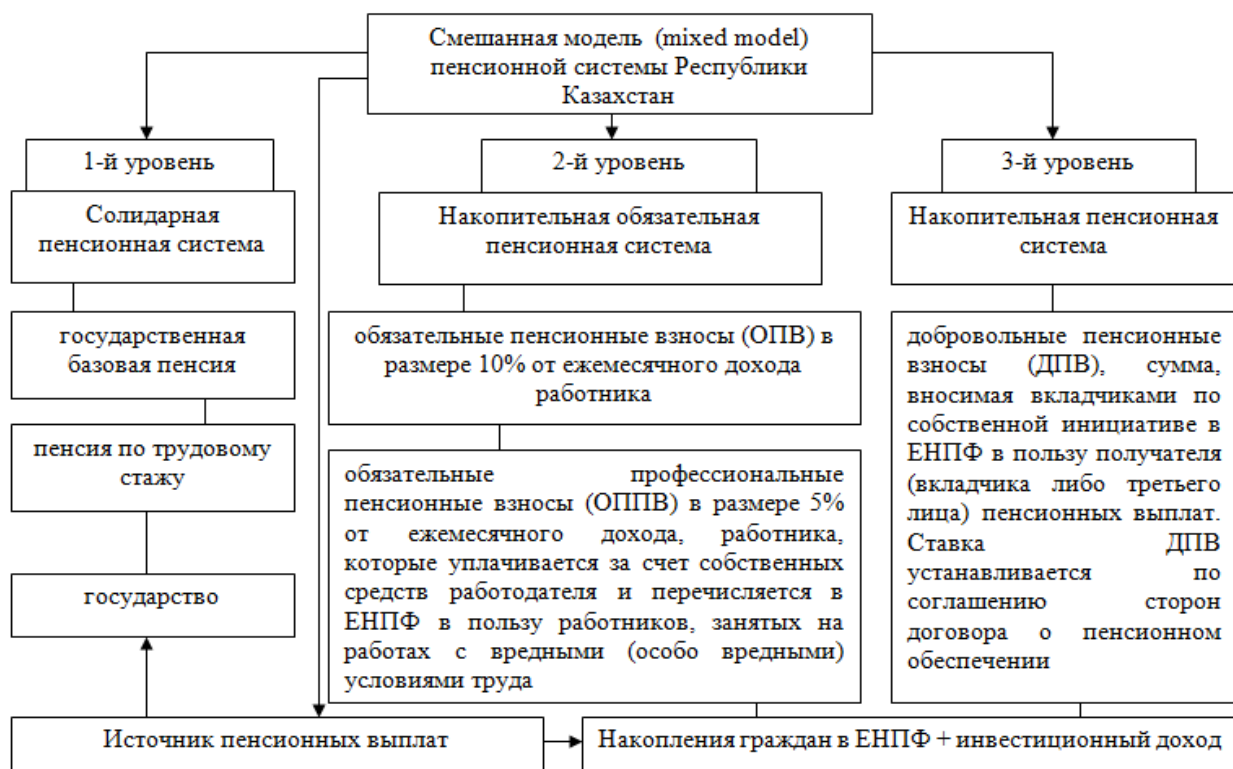 Смешанная модель (mixed model)
пенсионной системы Республики
Казахстан
1-й уровень
Солидарная
пенсионная система
государственная
базовая пенсия
пенсия по трудовому
стажу
государство
2-й уровень
Накопительная обязательная
пенсионная система
обязательные пенсионные взносы (ОПВ) в
размере 10% от ежемесячного дохода
работника
обязательные профессиональные
пенсионные взносы (ОППВ) в размере 5%
от ежемесячного дохода, работника,
которые уплачивается за счет собственных
средств работодателя и перечисляется в
ЕНПФ в пользу работников, занятых на
работах с вредными (особо вредными)
условиями труда
3-й уровень
Накопительная пенсионная
система
добровольные пенсионные
взносы (ДПВ), сумма,
вносимая вкладчиками по
собственной инициативе в
ЕНПФ в пользу получателя
(вкладчика либо третьего
лица) пенсионных выплат.
Ставка ДПВ
устанавливается по
соглашению сторон
договора о пенсионном
обеспечении
Источник пенсионных выплат
Накопления граждан в ЕНПФ + инвестиционный доход